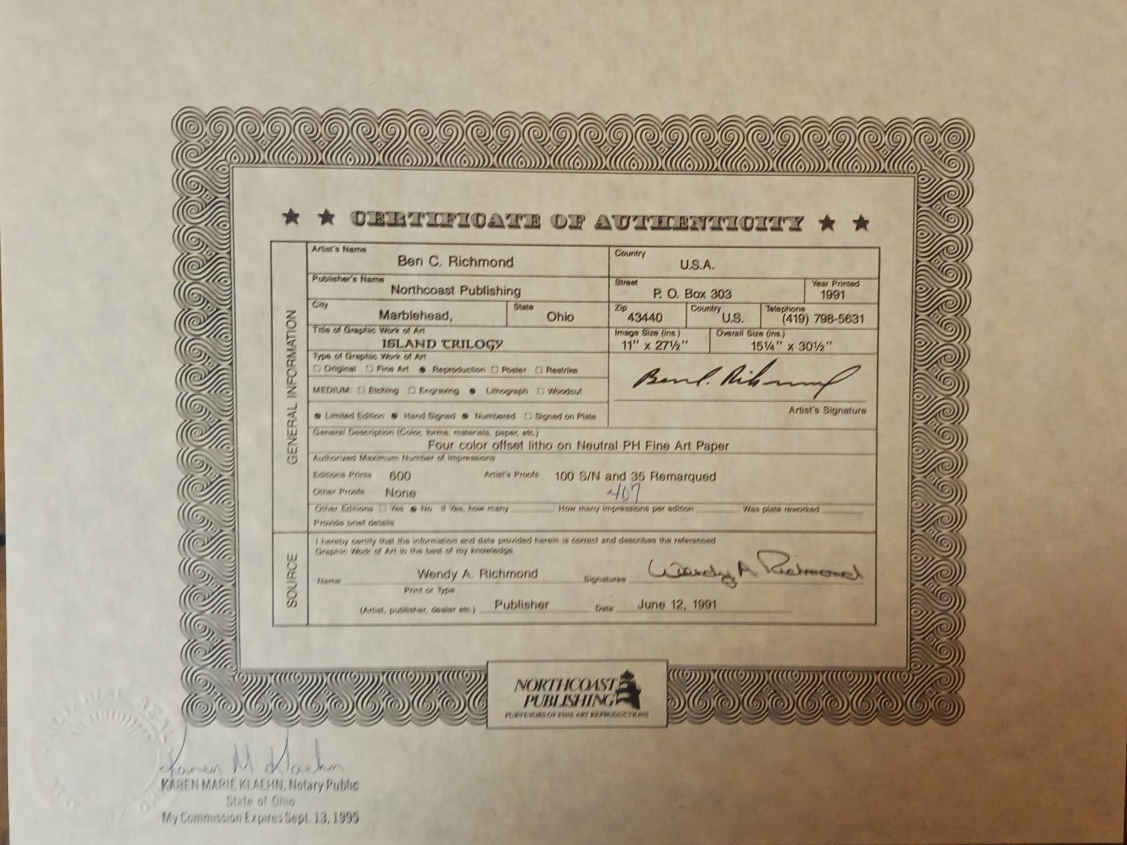 ★ ★ CERTIFICATE OF AUTHENTICITY ★ ★
GENERAL INFORMATION
Artist's Name Ben C. Richmond
Country U.S.A.
Publisher's Name Northcoast Publishing
Street P. O. Box 303
Year Printed 1991
City Marblehead,
State Ohio
Zip 43440
Country U.S.
Telephone (419) 798-5631
Title of Graphic Work of Art ISLAND TRILOGY
Image Size (ins.) 11" x 27½"
Overall Size (ins.) 15¼" x 30½"
Type of Graphic Work of Art
☐ Original ☐ Fine Art ● Reproduction ☐ Poster ☐ Restrike
MEDIUM: ☐ Etching ☐ Engraving ● Lithograph ☐ Woodcut
● Limited Edition ● Hand Signed ● Numbered ☐ Signed on Plate
Ben C. Richmond
Artist's Signature
General Description (Color, forms, materials, paper, etc.)
Four color offset litho on Neutral PH Fine Art Paper
Authorized Maximum Number of Impressions
Editions Prints 600 Artist's Proofs 100 S/N and 35 Remarqued
Other Proofs None 407
Other Editions ☐ Yes ● No If Yes, how many How many impressions per edition Was plate reworked
Provide brief details
SOURCE
I hereby certify that the information and data provided herein is correct and describes the referenced
Graphic Work of Art to the best of my knowledge.
Name Wendy A. Richmond Signatures Wendy A. Richmond
Print or Type
(Artist, publisher, dealer etc.) Publisher Date June 12, 1991
NORTHCOAST
PUBLISHING
PURVEYORS OF FINE ART REPRODUCTIONS
Karen M Klaehn
KAREN MARIE KLAEHN, Notary Public
State of Ohio
My Commission Expires Sept. 13, 1995